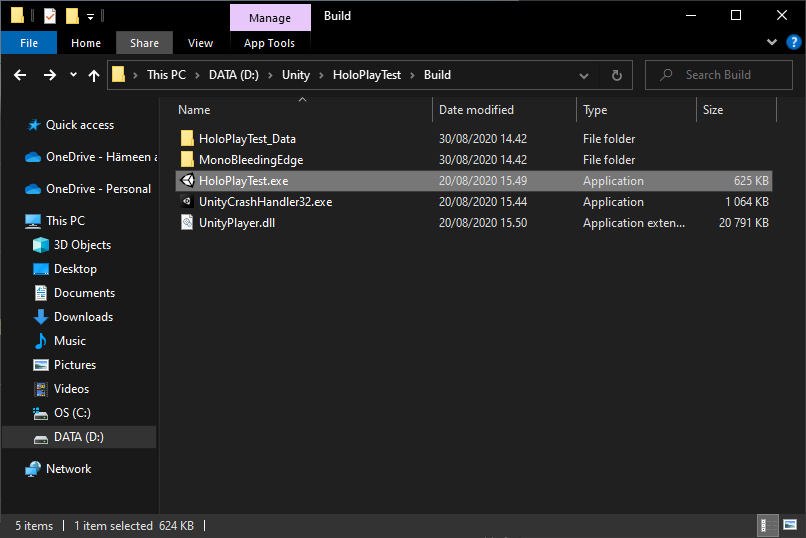 Manage
Build
File
Home
Share
View
App Tools
This PC
DATA (D:)
Unity
HoloPlayTest
Build
Search Build
Name
Date modified
Type
Size
Quick access
OneDrive - Hämeen a
OneDrive - Personal
This PC
3D Objects
Desktop
Documents
Downloads
Music
Pictures
Videos
OS (C:)
DATA (D:)
Network
HoloPlayTest_Data 30/08/2020 14.42 File folder
MonoBleedingEdge 30/08/2020 14.42 File folder
HoloPlayTest.exe 20/08/2020 15.49 Application 625 KB
UnityCrashHandler32.exe 20/08/2020 15.44 Application 1 064 KB
UnityPlayer.dll 20/08/2020 15.50 Application exten... 20 791 KB
5 items
1 item selected 624 KB